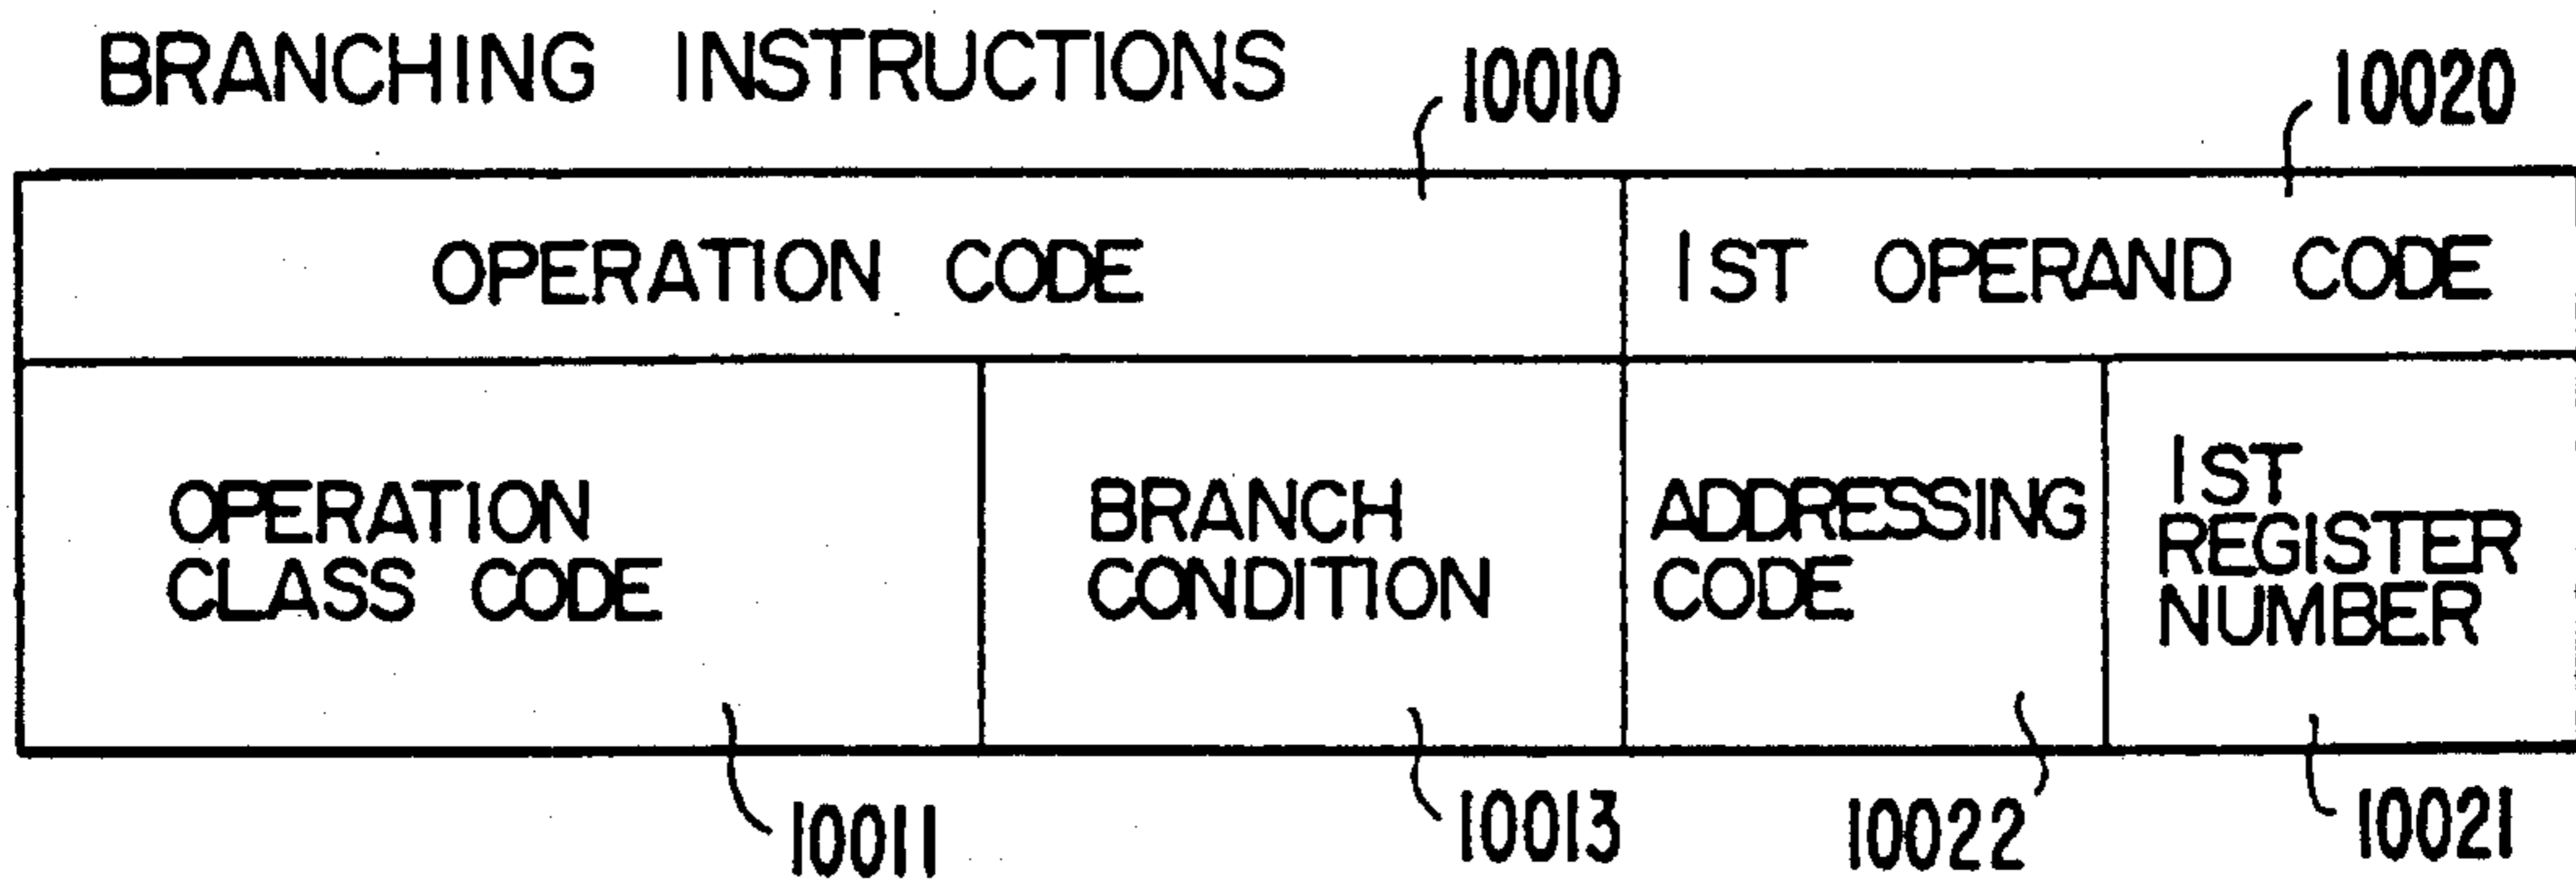 BRANCHING INSTRUCTIONS
10010
10020
OPERATION CODE
1ST OPERAND CODE
OPERATION
CLASS CODE
BRANCH
CONDITION
ADDRESSING
CODE
1ST
REGISTER
NUMBER
10011
10013
10022
10021